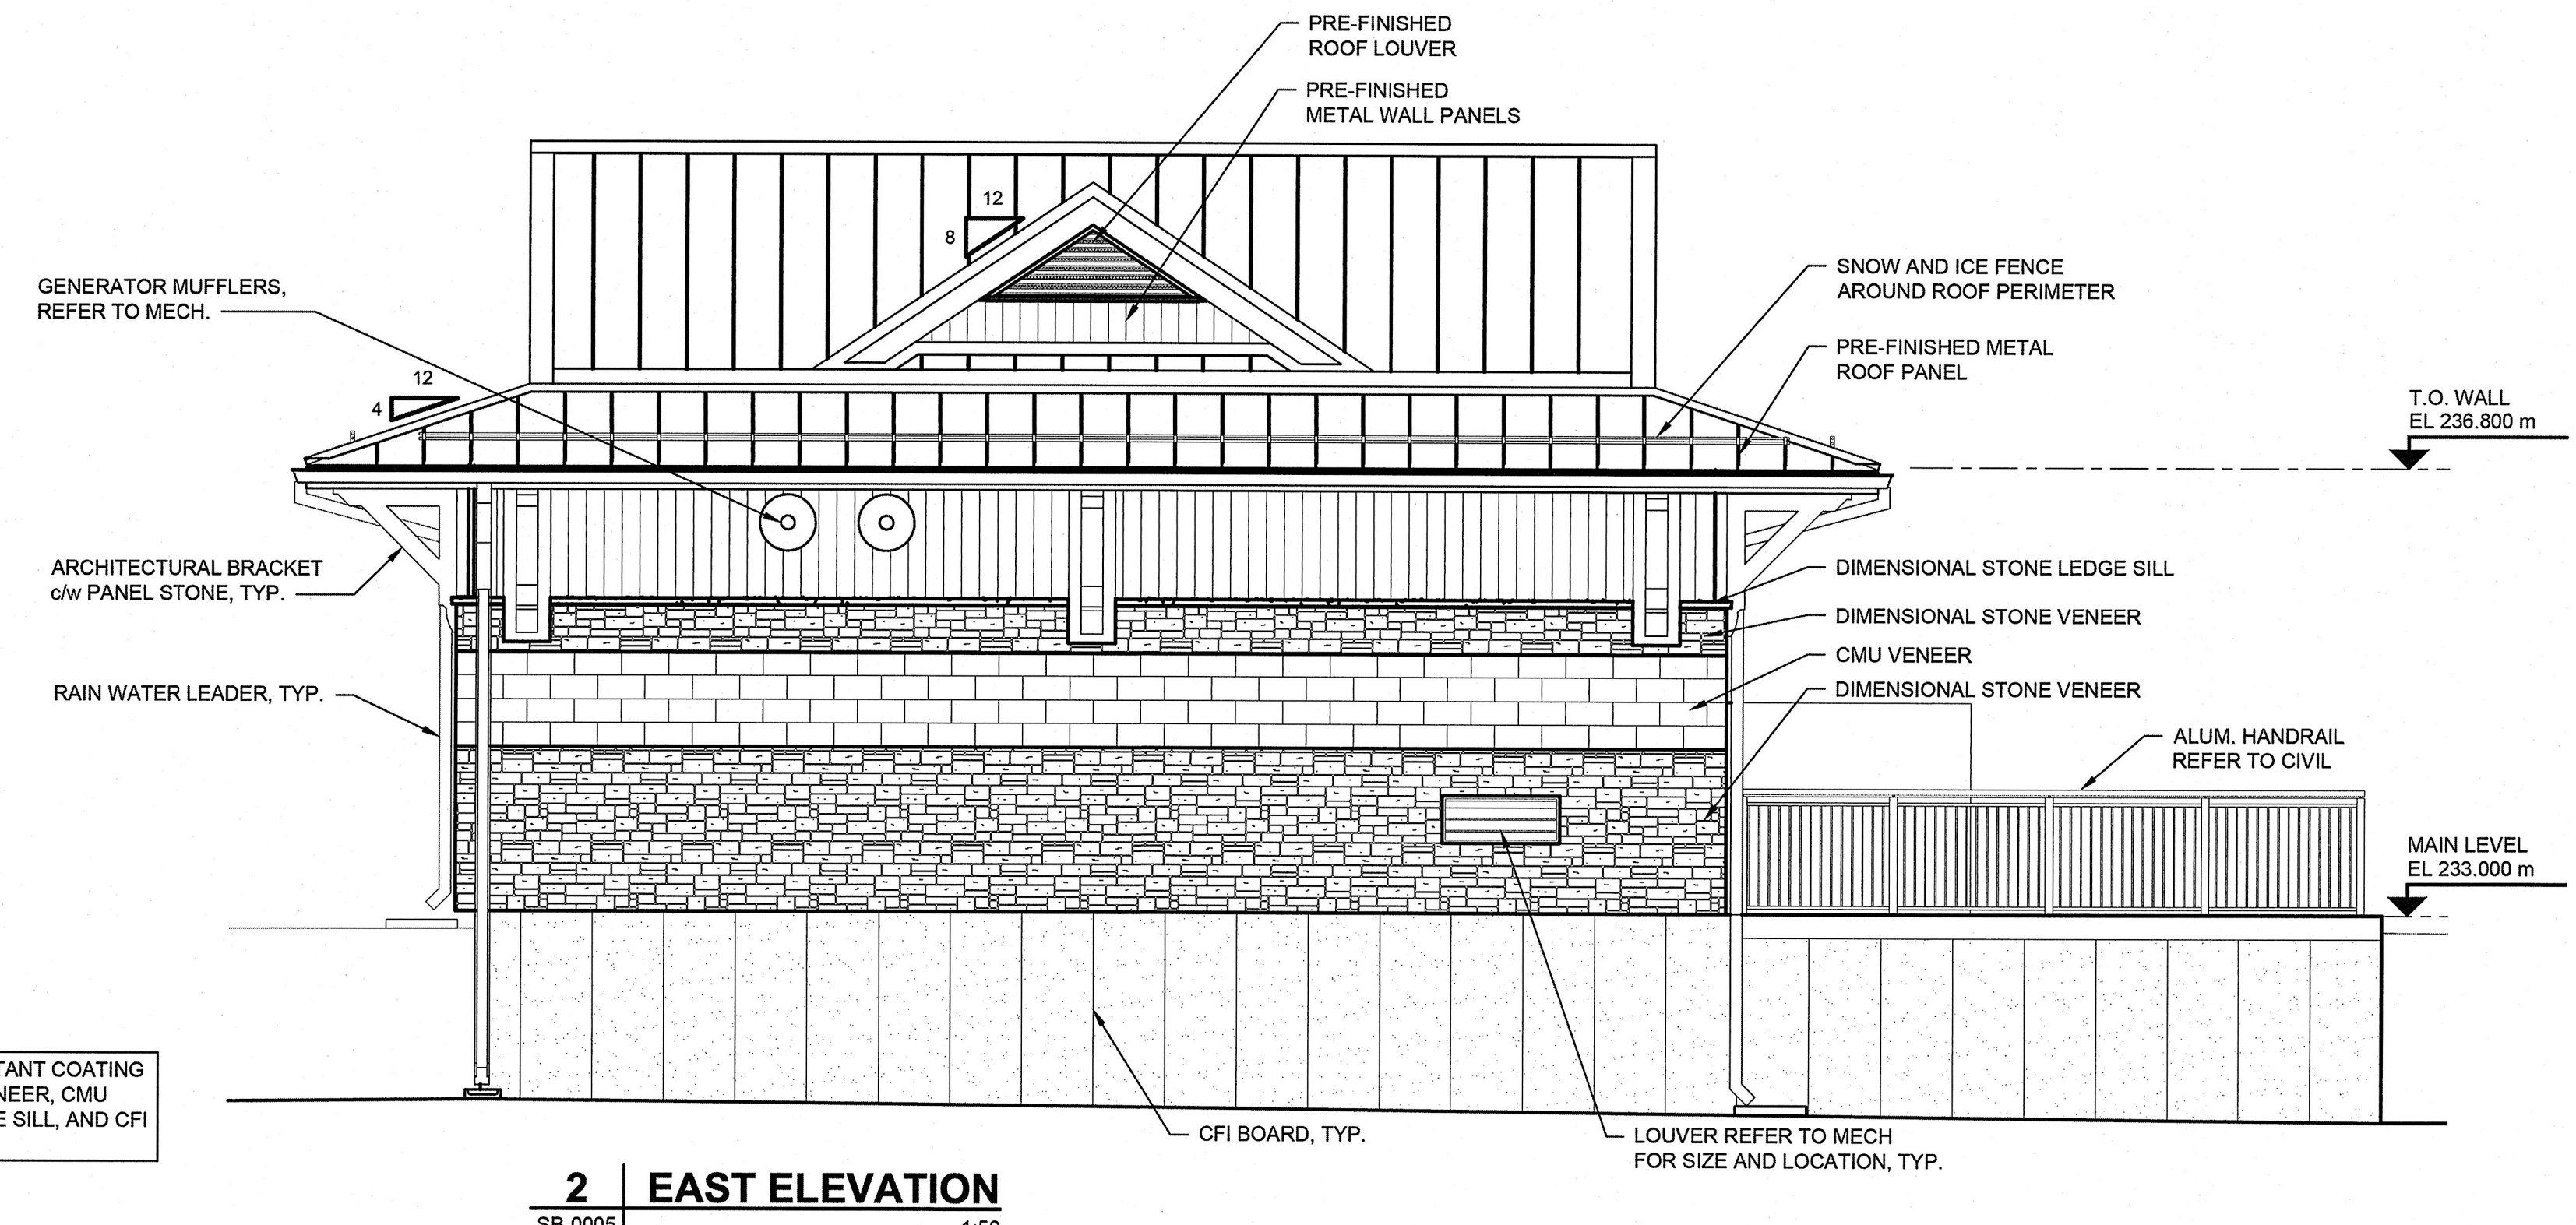 PRE-FINISHED
ROOF LOUVER
PRE-FINISHED
METAL WALL PANELS
12
8
GENERATOR MUFFLERS,
REFER TO MECH.
SNOW AND ICE FENCE
AROUND ROOF PERIMETER
PRE-FINISHED METAL
ROOF PANEL
12
4
T.O. WALL
EL 236.800 m
ARCHITECTURAL BRACKET
c/w PANEL STONE, TYP.
DIMENSIONAL STONE LEDGE SILL
DIMENSIONAL STONE VENEER
CMU VENEER
RAIN WATER LEADER, TYP.
DIMENSIONAL STONE VENEER
ALUM. HANDRAIL
REFER TO CIVIL
MAIN LEVEL
EL 233.000 m
TANT COATING
NEER, CMU
E SILL, AND CFI
CFI BOARD, TYP.
LOUVER REFER TO MECH
FOR SIZE AND LOCATION, TYP.
2 EAST ELEVATION
SB-0005 1:50